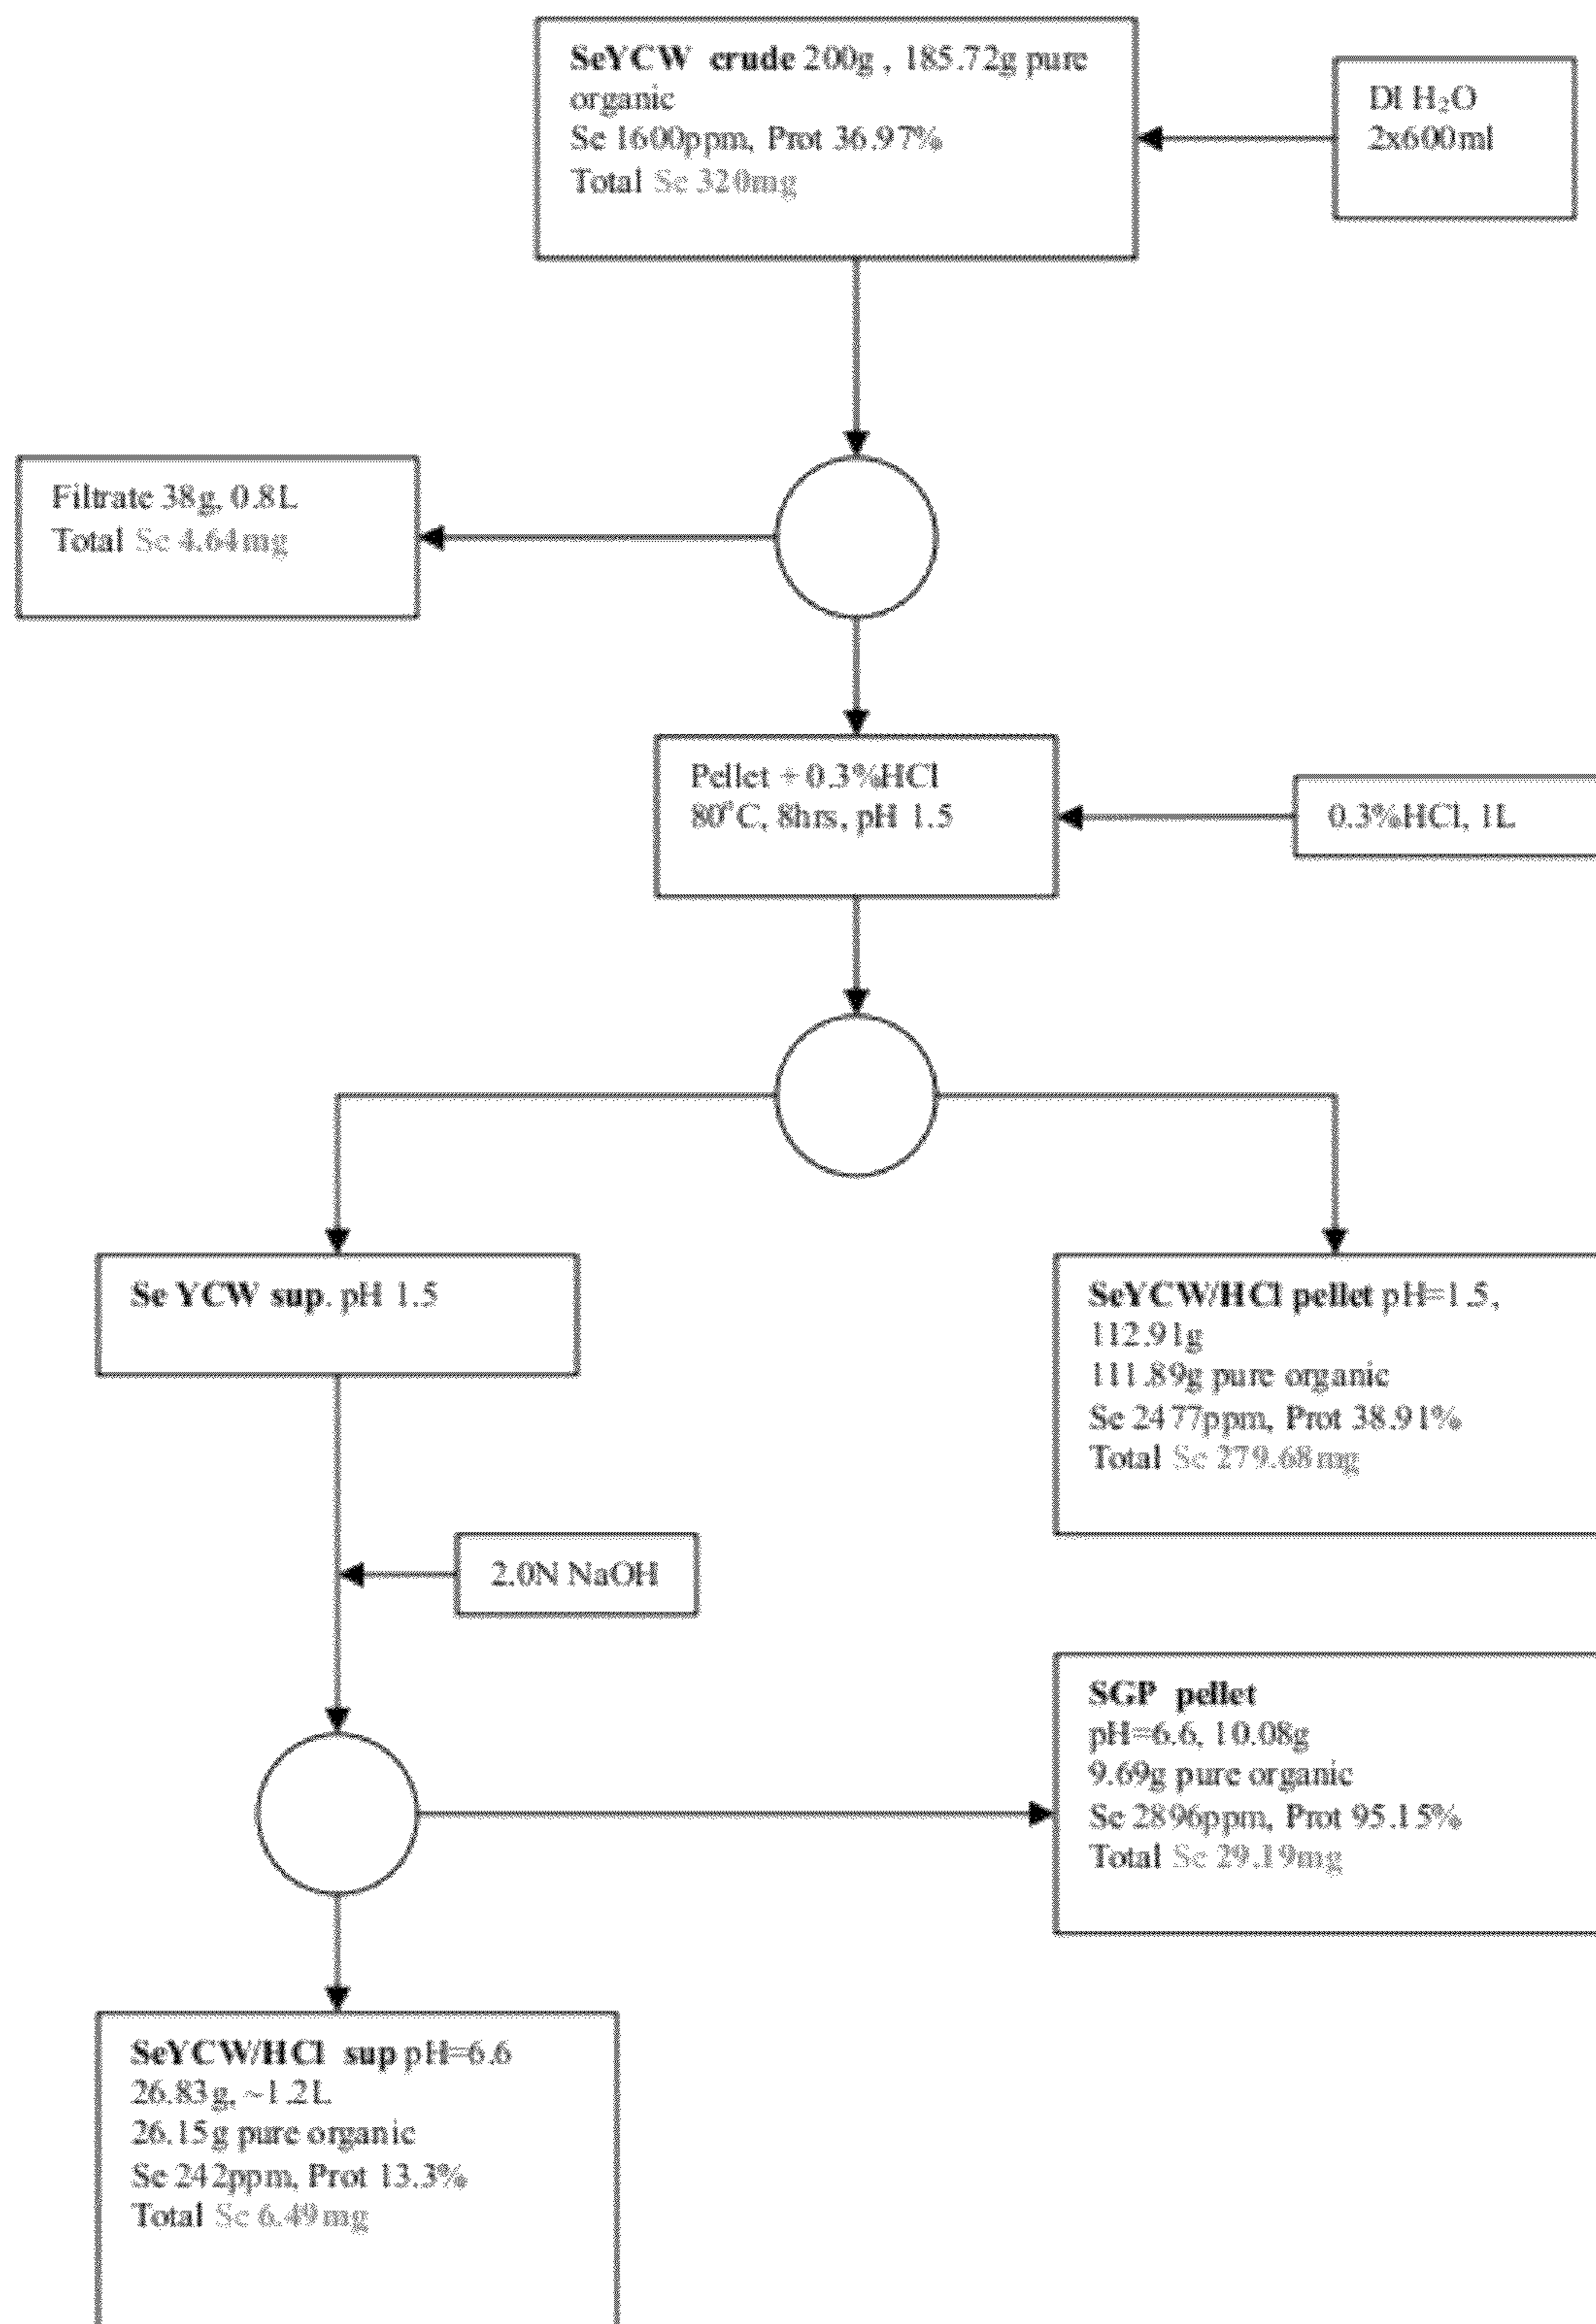 SeYCW crude 200g , 185.72g pure
organic
Se 1600ppm, Prot 36.97%
Total Se 320mg
DI H₂O
2x600ml
Filtrate 38g, 0.8L
Total Se 4.64mg
Pellet + 0.3%HCl
80°C, 8hrs, pH 1.5
0.3%HCl, 1L
Se YCW sup. pH 1.5
SeYCW/HCl pellet pH=1.5,
112.91g
111.89g pure organic
Se 2477ppm, Prot 38.91%
Total Se 279.68mg
2.0N NaOH
SGP pellet
pH=6.6, 10.08g
9.69g pure organic
Se 2896ppm, Prot 95.15%
Total Se 29.19mg
SeYCW/HCl sup pH=6.6
26.83g, ~1.2L
26.15g pure organic
Se 242ppm, Prot 13.3%
Total Se 6.49mg